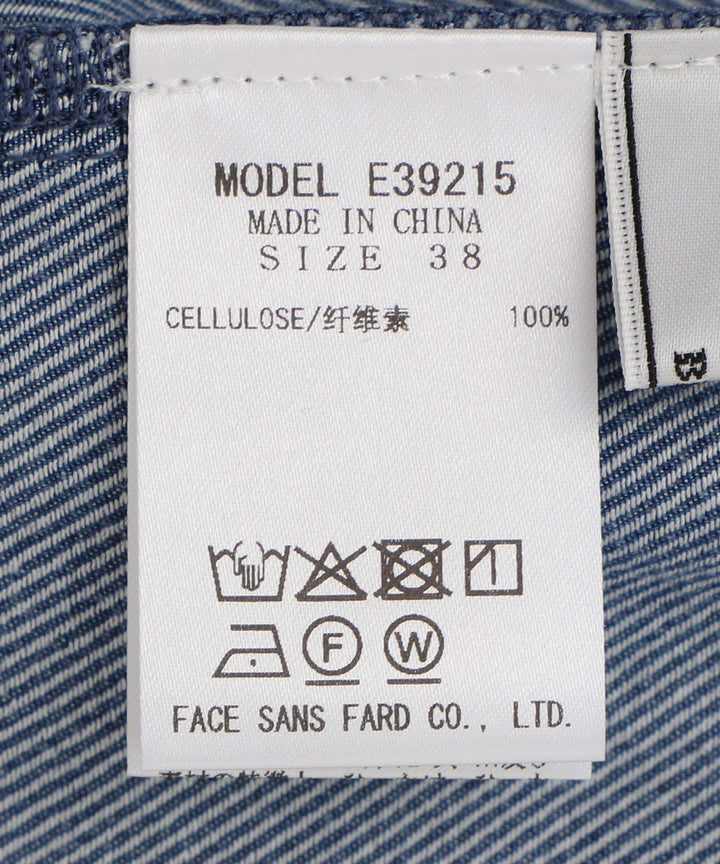 MODEL E39215
MADE IN CHINA
SIZE 38
CELLULOSE/纤维素 100%
F W
FACE SANS FARD CO., LTD.
B